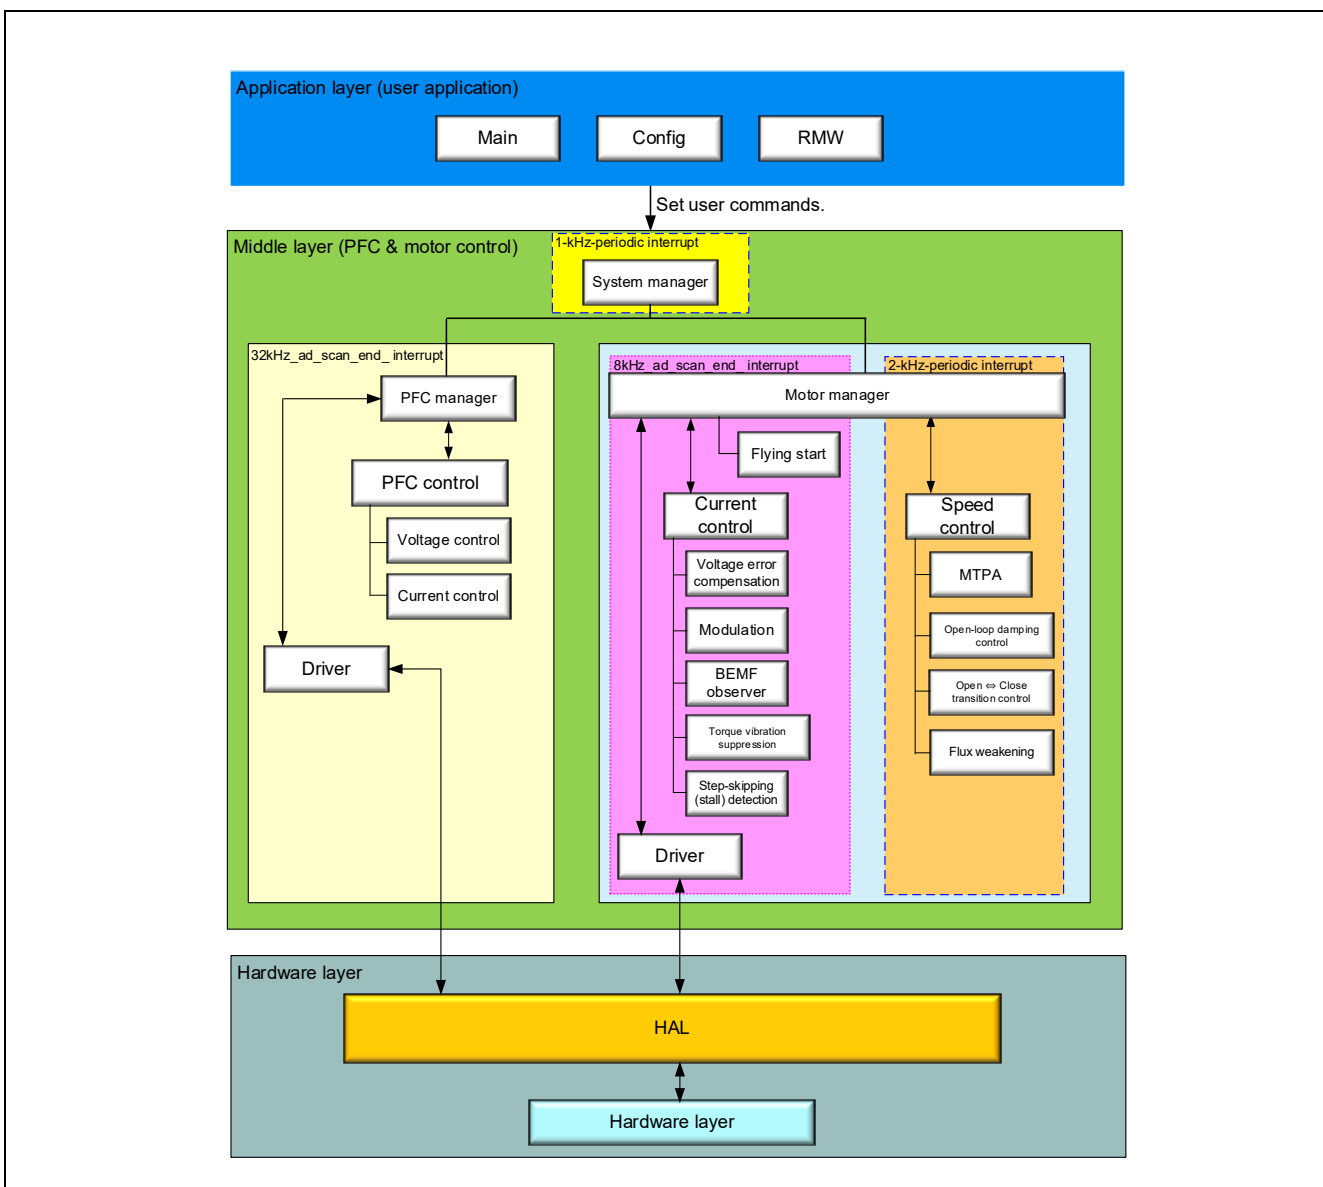 Application layer (user application)
Main
Config
RMW
Set user commands.
Middle layer (PFC & motor control)
1-kHz-periodic interrupt
System manager
32kHz_ad_scan_end_ interrupt
PFC manager
PFC control
Voltage control
Current control
Driver
8kHz_ad_scan_end_ interrupt
2-kHz-periodic interrupt
Motor manager
Flying start
Current
control
Voltage error
compensation
Modulation
BEMF
observer
Torque vibration
suppression
Step-skipping
(stall) detection
Driver
Speed
control
MTPA
Open-loop damping
control
Open ⇔ Close
transition control
Flux weakening
Hardware layer
HAL
Hardware layer